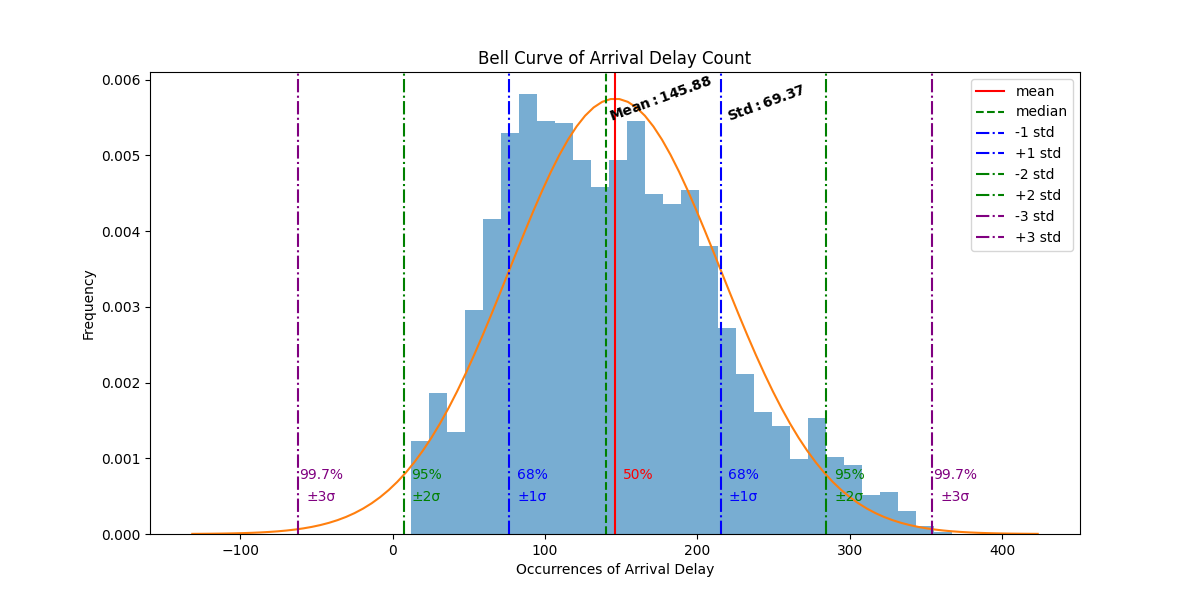 Bell Curve of Arrival Delay Count
0.006
0.005
0.004
0.003
0.002
0.001
0.000
Frequency
Mean:145.88
Std:69.37
mean
median
-1 std
+1 std
-2 std
+2 std
-3 std
+3 std
99.7%
±3σ
95%
±2σ
68%
±1σ
50%
68%
±1σ
95%
±2σ
99.7%
±3σ
−100
0
100
200
300
400
Occurrences of Arrival Delay